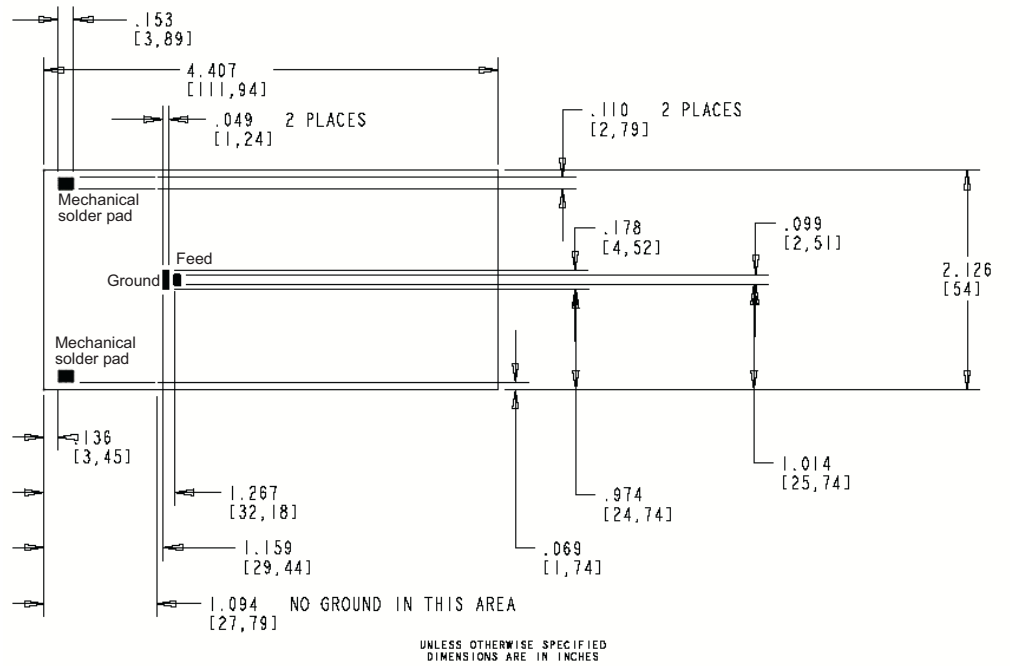 .153
[3,89]
4.407
[111,94]
.049 2 PLACES
[1,24]
.110 2 PLACES
[2,79]
Mechanical
solder pad
.178
[4,52]
.099
[2,51]
Feed
Ground
2.126
[54]
Mechanical
solder pad
.136
[3,45]
1.014
[25,74]
1.267
[32,18]
.974
[24,74]
1.159
[29,44]
.069
[1,74]
1.094 NO GROUND IN THIS AREA
[27,79]
UNLESS OTHERWISE SPECIFIED
DIMENSIONS ARE IN INCHES